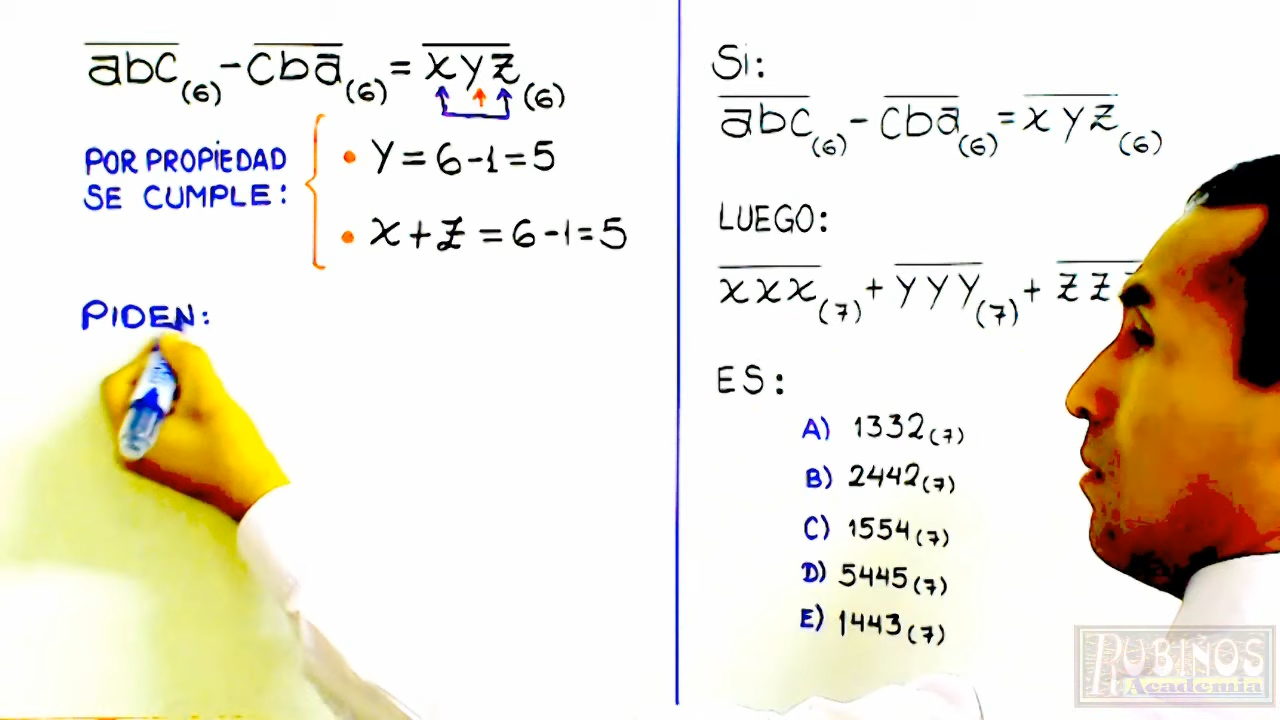 abc(6) - cba(6) = xyz(6)
POR PROPIEDAD
SE CUMPLE:
• y = 6-1 = 5
• x + z = 6-1 = 5
PIDEN:
Si:
abc(6) - cba(6) = xyz(6)
LUEGO:
xxx(7) + yyy(7) + zz
ES:
A) 1332(7)
B) 2442(7)
C) 1554(7)
D) 5445(7)
E) 1443(7)
RUBIÑOS
Academia